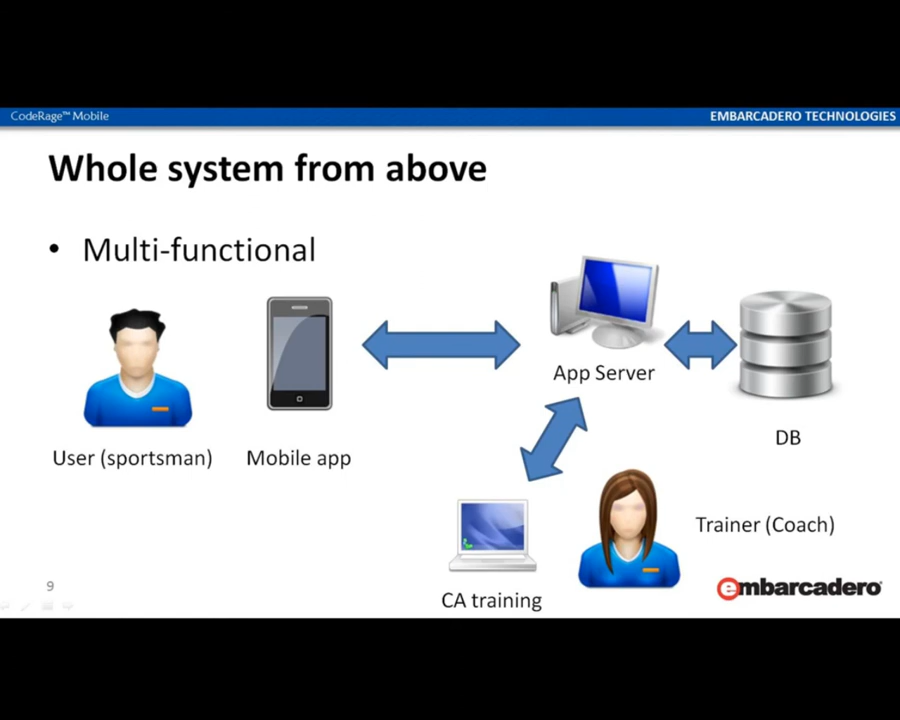 CodeRage™ Mobile
EMBARCADERO TECHNOLOGIES
Whole system from above
• Multi-functional
App Server
DB
User (sportsman)
Mobile app
Trainer (Coach)
CA training
9
embarcadero®